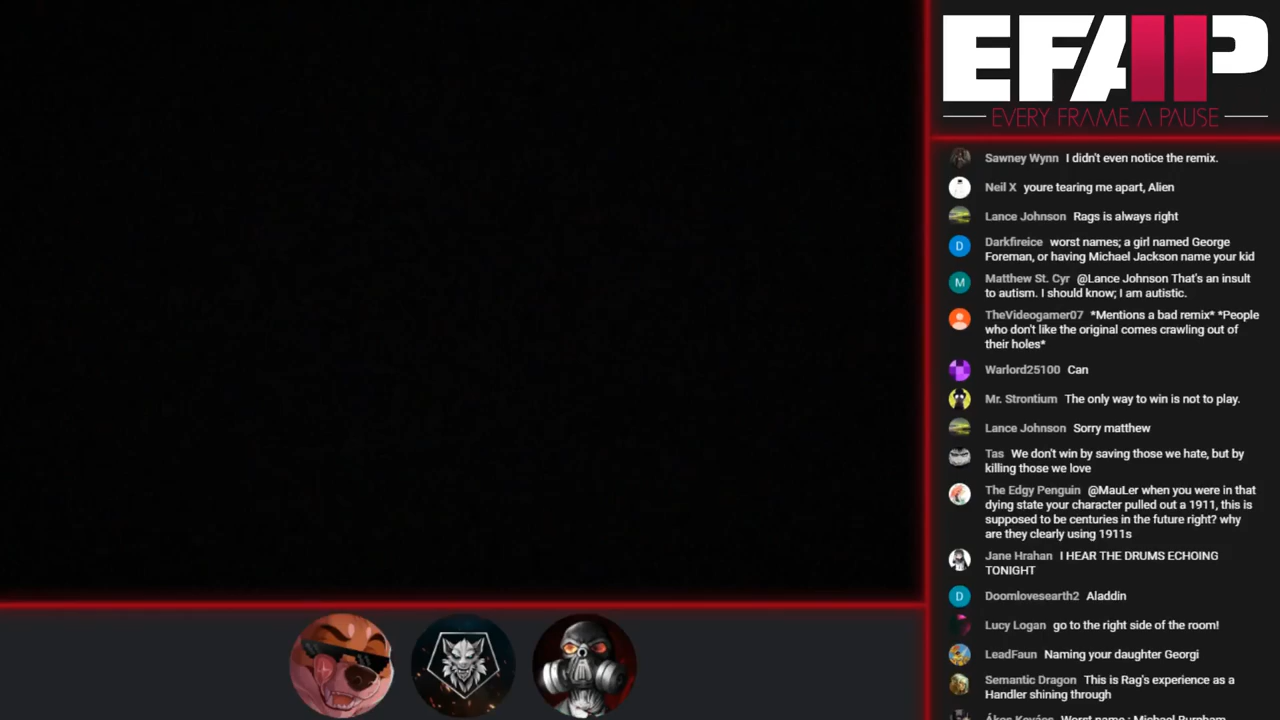 EFAP
EVERY FRAME A PAUSE
Sawney Wynn I didn't even notice the remix.
Neil X youre tearing me apart, Alien
Lance Johnson Rags is always right
Darkfireice worst names; a girl named George
Foreman, or having Michael Jackson name your kid
Matthew St. Cyr @Lance Johnson That's an insult
to autism. I should know; I am autistic.
TheVideogamer07 *Mentions a bad remix* *People
who don't like the original comes crawling out of
their holes*
Warlord25100 Can
Mr. Strontium The only way to win is not to play.
Lance Johnson Sorry matthew
Tas We don't win by saving those we hate, but by
killing those we love
The Edgy Penguin @MauLer when you were in that
dying state your character pulled out a 1911, this is
supposed to be centuries in the future right? why
are they clearly using 1911s
Jane Hrahan I HEAR THE DRUMS ECHOING
TONIGHT
Doomlovesearth2 Aladdin
Lucy Logan go to the right side of the room!
LeadFaun Naming your daughter Georgi
Semantic Dragon This is Rag's experience as a
Handler shining through
Ákos Kovács Worst name : Michael Burnham